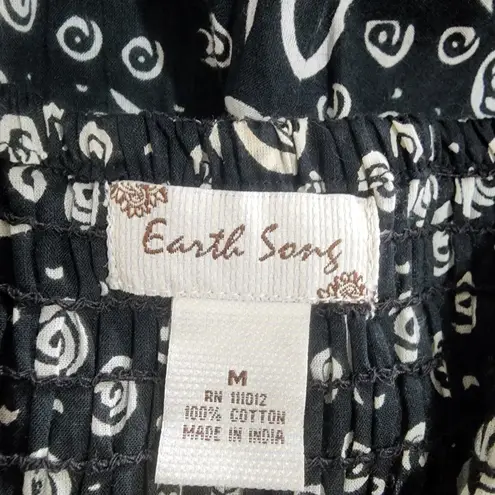 Earth Song
M
RN 111012
100% COTTON
MADE IN INDIA